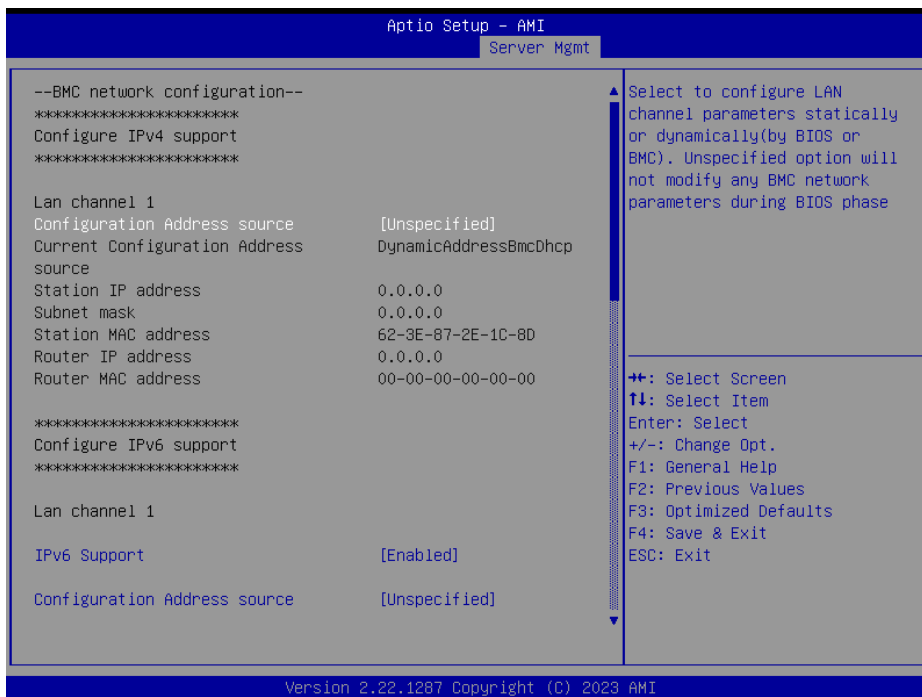 Aptio Setup – AMI
Server Mgmt
--BMC network configuration--
************************
Configure IPv4 support
************************
Lan channel 1
Configuration Address source [Unspecified]
Current Configuration Address DynamicAddressBmcDhcp
source
Station IP address 0.0.0.0
Subnet mask 0.0.0.0
Station MAC address 62-3E-87-2E-1C-8D
Router IP address 0.0.0.0
Router MAC address 00-00-00-00-00-00
************************
Configure IPv6 support
************************
Lan channel 1
IPv6 Support [Enabled]
Configuration Address source [Unspecified]
Select to configure LAN
channel parameters statically
or dynamically(by BIOS or
BMC). Unspecified option will
not modify any BMC network
parameters during BIOS phase
→←: Select Screen
↑↓: Select Item
Enter: Select
+/-: Change Opt.
F1: General Help
F2: Previous Values
F3: Optimized Defaults
F4: Save & Exit
ESC: Exit
Version 2.22.1287 Copyright (C) 2023 AMI